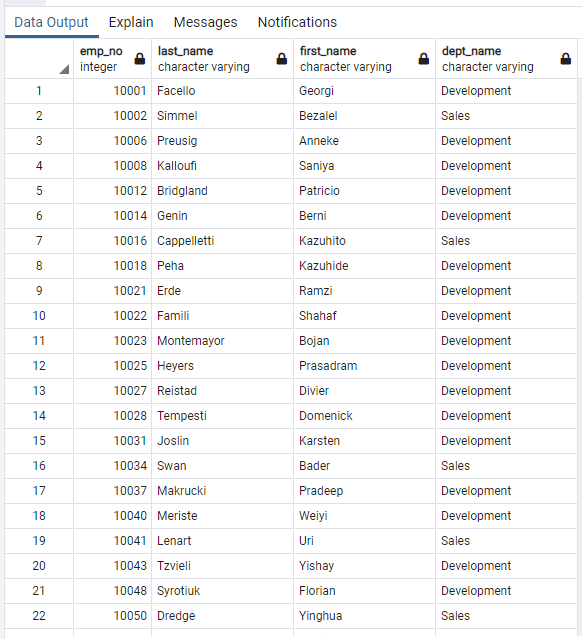 Data Output Explain Messages Notifications
emp_no last_name first_name dept_name
integer character varying character varying character varying
1 10001 Facello Georgi Development
2 10002 Simmel Bezalel Sales
3 10006 Preusig Anneke Development
4 10008 Kalloufi Saniya Development
5 10012 Bridgland Patricio Development
6 10014 Genin Berni Development
7 10016 Cappelletti Kazuhito Sales
8 10018 Peha Kazuhide Development
9 10021 Erde Ramzi Development
10 10022 Famili Shahaf Development
11 10023 Montemayor Bojan Development
12 10025 Heyers Prasadram Development
13 10027 Reistad Divier Development
14 10028 Tempesti Domenick Development
15 10031 Joslin Karsten Development
16 10034 Swan Bader Sales
17 10037 Makrucki Pradeep Development
18 10040 Meriste Weiyi Development
19 10041 Lenart Uri Sales
20 10043 Tzvieli Yishay Development
21 10048 Syrotiuk Florian Development
22 10050 Dredge Yinghua Sales